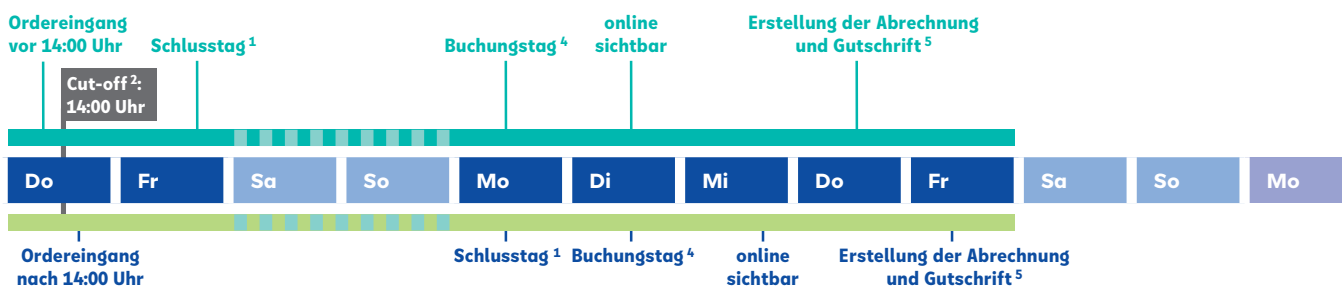 Ordereingang
vor 14:00 Uhr
Schlusstag ¹
Buchungstag ⁴
online
sichtbar
Erstellung der Abrechnung
und Gutschrift ⁵
Cut-off ²:
14:00 Uhr
Do Fr Sa So Mo Di Mi Do Fr Sa So Mo
Ordereingang
nach 14:00 Uhr
Schlusstag ¹
Buchungstag ⁴
online
sichtbar
Erstellung der Abrechnung
und Gutschrift ⁵